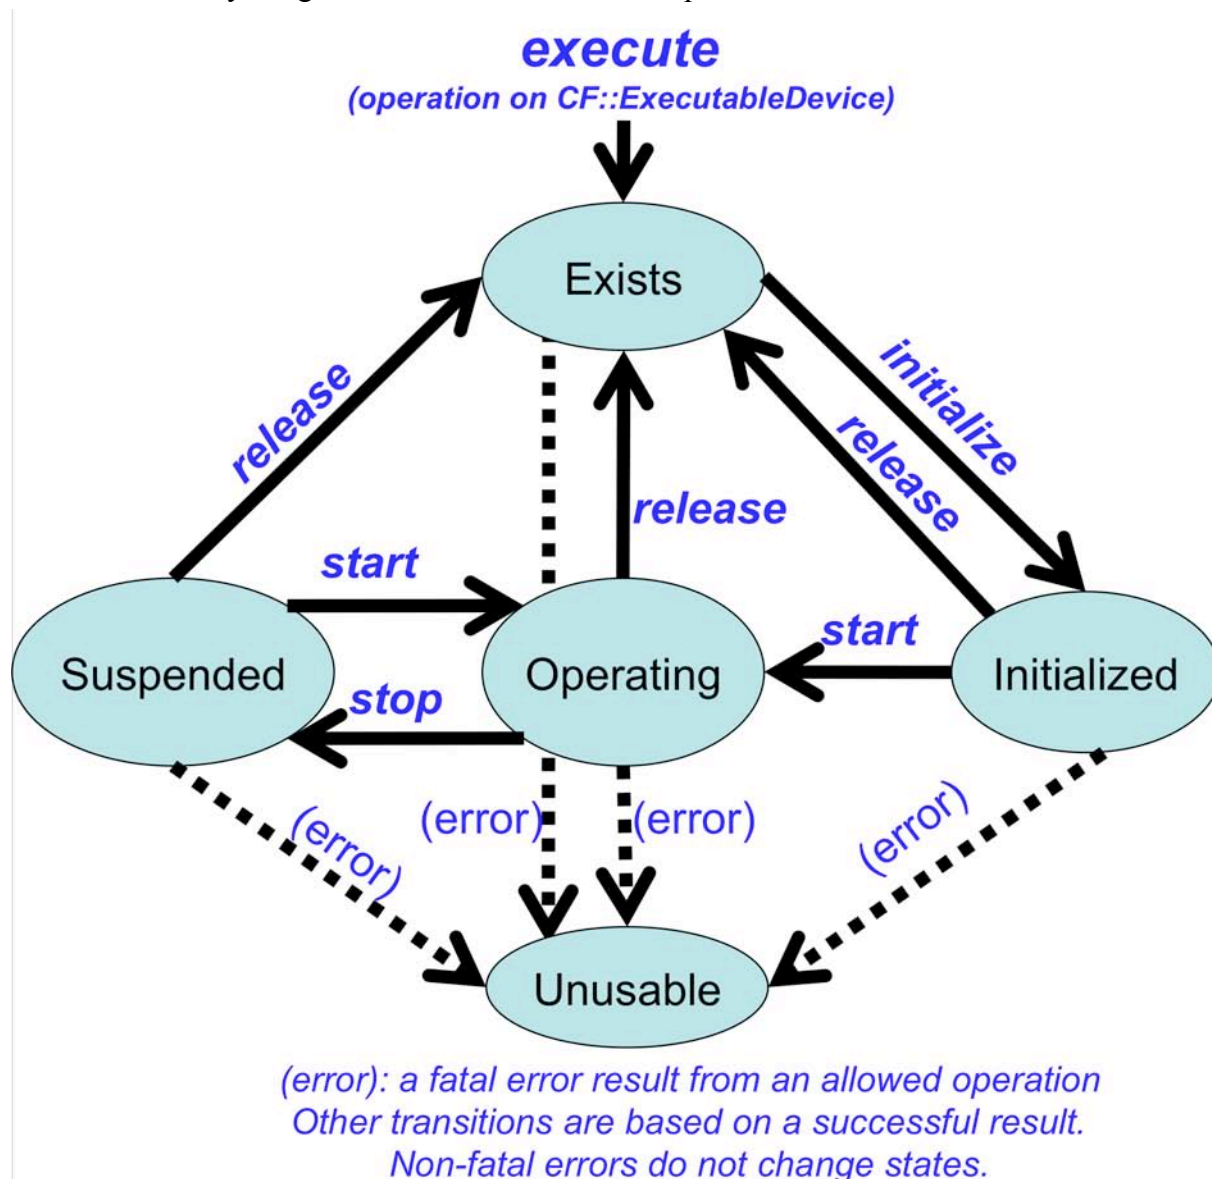 execute
(operation on CF::ExecutableDevice)
Exists
release
initialize
release
release
start
start
Suspended
Operating
Initialized
stop
(error)
(error)
(error)
(error)
Unusable
(error): a fatal error result from an allowed operation
Other transitions are based on a successful result.
Non-fatal errors do not change states.